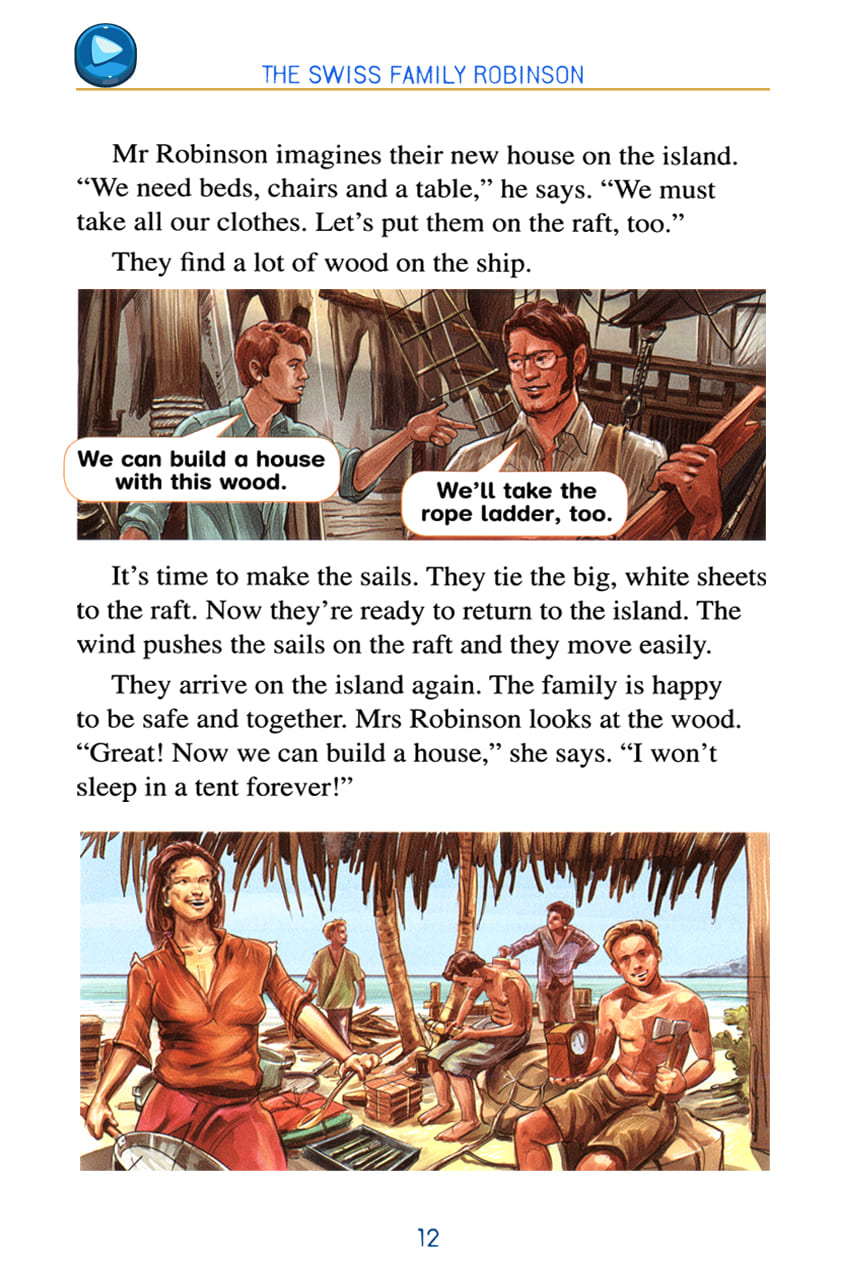 THE SWISS FAMILY ROBINSON
Mr Robinson imagines their new house on the island.
“We need beds, chairs and a table,” he says. “We must
take all our clothes. Let’s put them on the raft, too.”
They find a lot of wood on the ship.
We can build a house
with this wood.
We’ll take the
rope ladder, too.
It’s time to make the sails. They tie the big, white sheets
to the raft. Now they’re ready to return to the island. The
wind pushes the sails on the raft and they move easily.
They arrive on the island again. The family is happy
to be safe and together. Mrs Robinson looks at the wood.
“Great! Now we can build a house,” she says. “I won’t
sleep in a tent forever!”
12